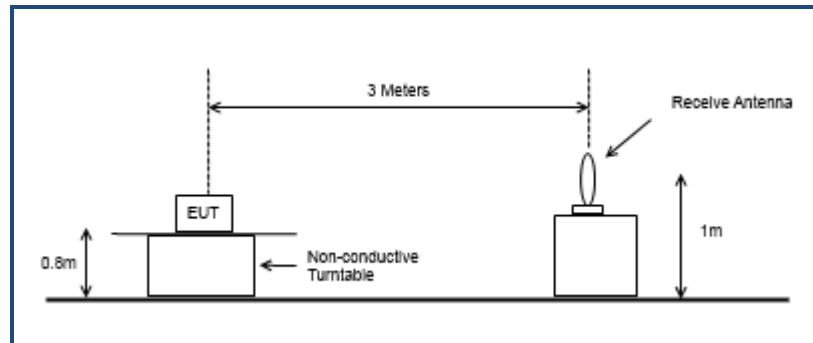 3 Meters
Receive Antenna
EUT
1m
Non-conductive
Turntable
0.8m